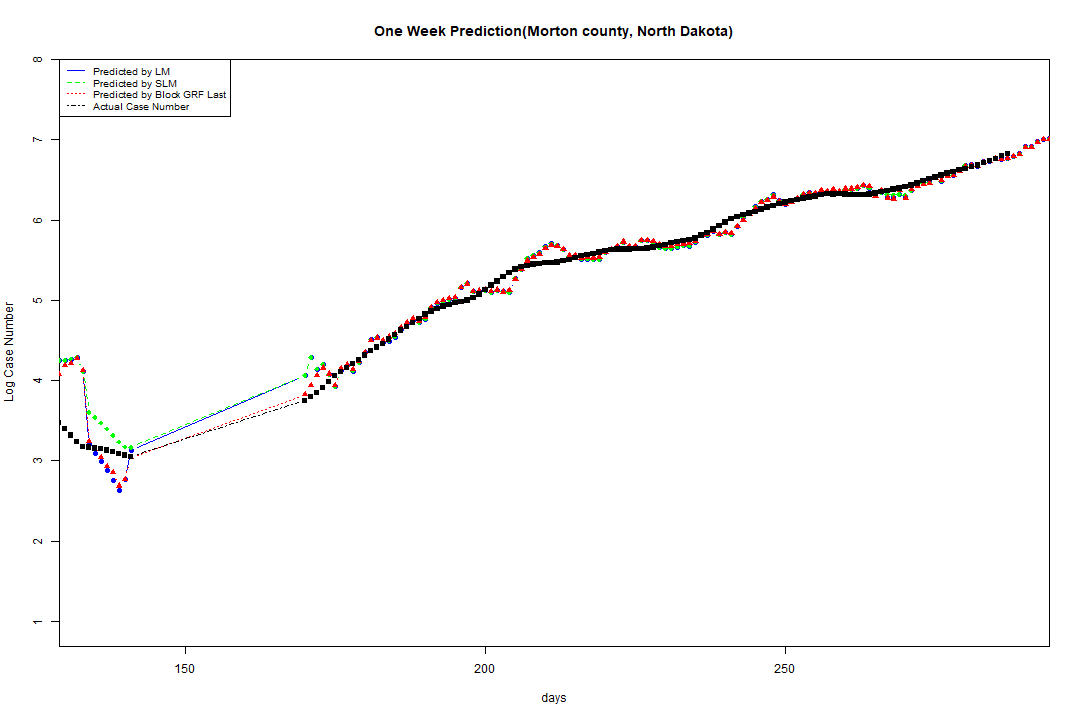 One Week Prediction(Morton county, North Dakota)
Predicted by LM
Predicted by SLM
Predicted by Block GRF Last
Actual Case Number
8
7
6
5
4
3
2
1
Log Case Number
150 200 250
days